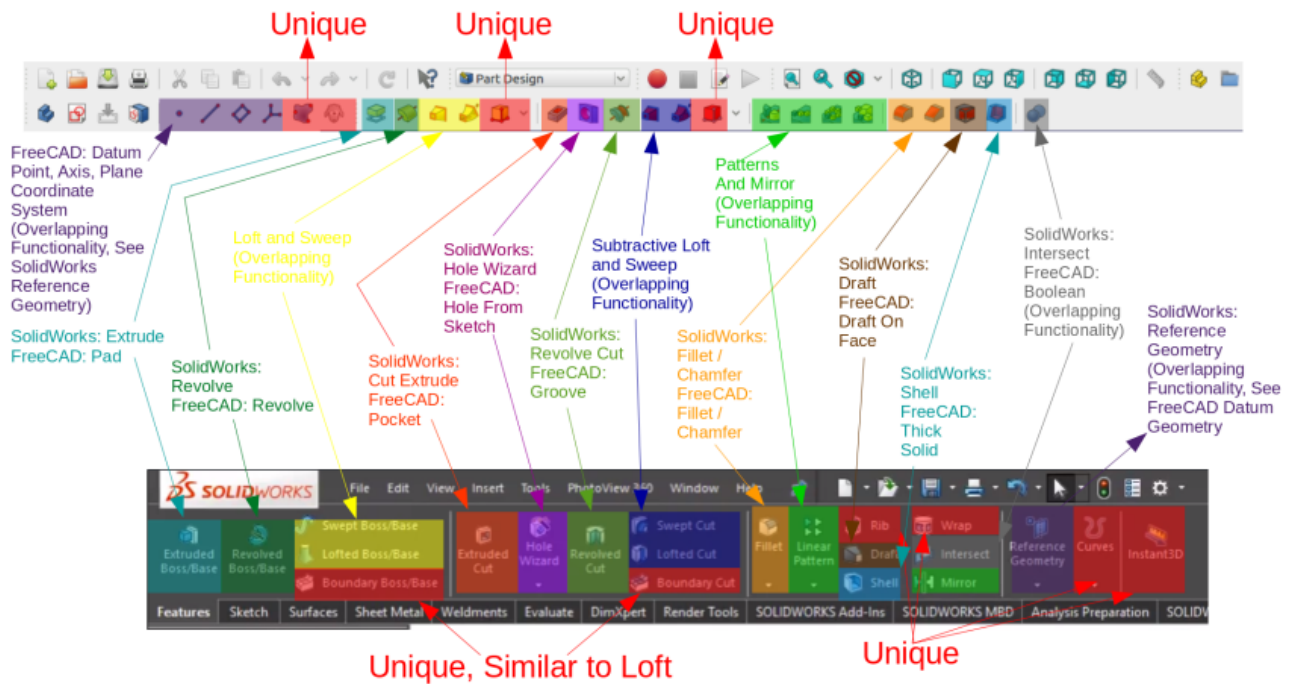 Unique
Unique
Unique
Part Design
FreeCAD: Datum
Point, Axis, Plane
Coordinate
System
(Overlapping
Functionality, See
SolidWorks
Reference
Geometry)
SolidWorks: Extrude
FreeCAD: Pad
SolidWorks:
Revolve
FreeCAD: Revolve
Loft and Sweep
(Overlapping
Functionality)
SolidWorks:
Cut Extrude
FreeCAD:
Pocket
SolidWorks:
Hole Wizard
FreeCAD:
Hole From
Sketch
SolidWorks:
Revolve Cut
FreeCAD:
Groove
Subtractive Loft
and Sweep
(Overlapping
Functionality)
SolidWorks:
Fillet /
Chamfer
FreeCAD:
Fillet /
Chamfer
Patterns
And Mirror
(Overlapping
Functionality)
SolidWorks:
Draft
FreeCAD:
Draft On
Face
SolidWorks:
Shell
FreeCAD:
Thick
Solid
SolidWorks:
Intersect
FreeCAD:
Boolean
(Overlapping
Functionality)
SolidWorks:
Reference
Geometry
(Overlapping
Functionality, See
FreeCAD Datum
Geometry
SOLIDWORKS
File Edit View Insert Tools PhotoView 360 Window Help
Extruded
Boss/Base
Revolved
Boss/Base
Swept Boss/Base
Lofted Boss/Base
Boundary Boss/Base
Extruded
Cut
Hole
Wizard
Revolved
Cut
Swept Cut
Lofted Cut
Boundary Cut
Fillet
Linear
Pattern
Rib
Draft
Shell
Wrap
Intersect
Mirror
Reference
Geometry
Curves
Instant3D
Features Sketch Surfaces Sheet Metal Weldments Evaluate DimXpert Render Tools SOLIDWORKS Add-Ins SOLIDWORKS MBD Analysis Preparation
Unique, Similar to Loft
Unique